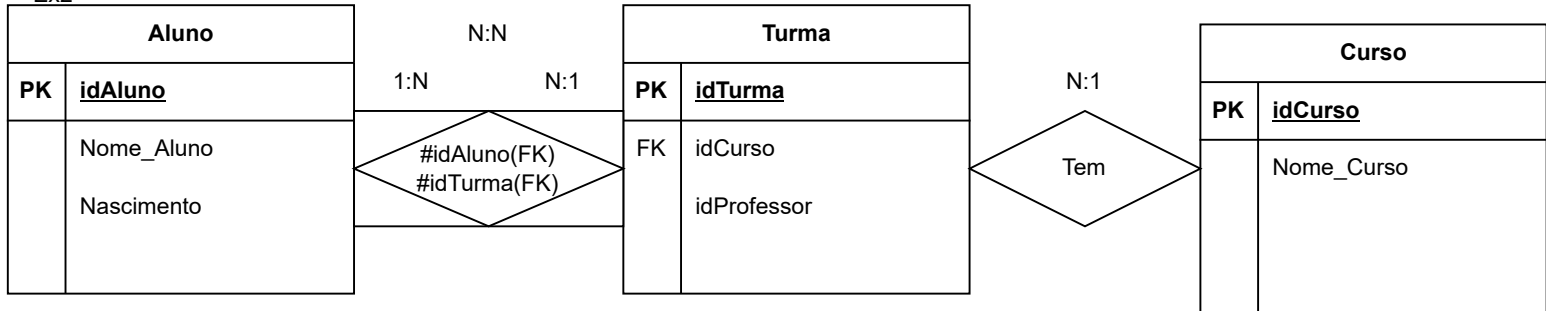 Aluno
PK idAluno
Nome_Aluno
Nascimento
N:N
1:N N:1
#idAluno(FK)
#idTurma(FK)
Turma
PK idTurma
FK idCurso
idProfessor
N:1
Tem
Curso
PK idCurso
Nome_Curso